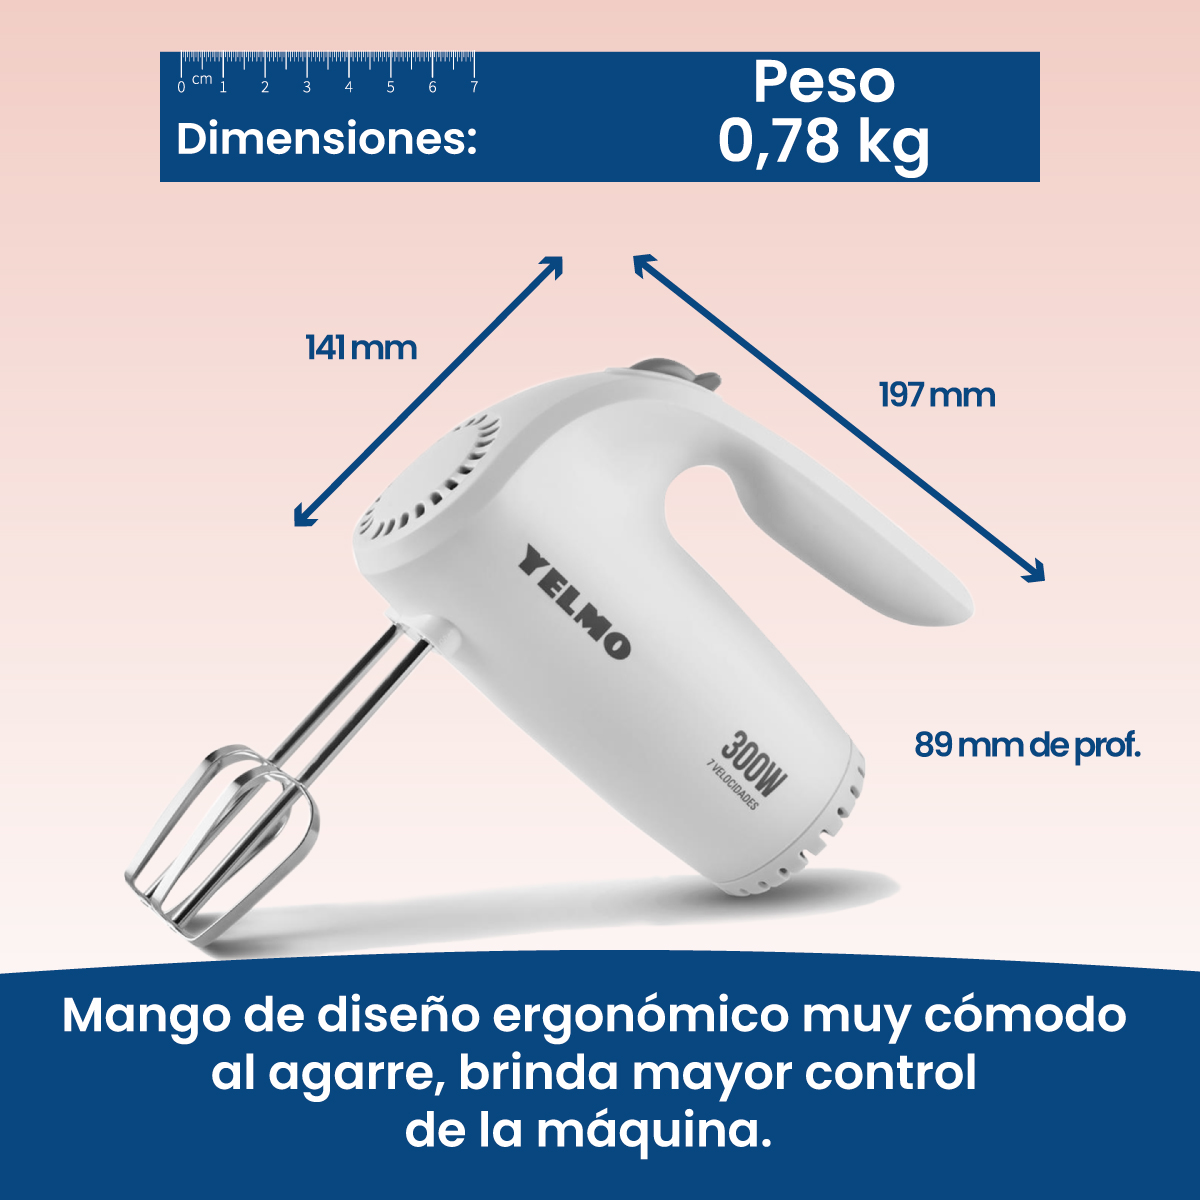 0 cm 1 2 3 4 5 6 7
Dimensiones:
Peso
0,78 kg
141 mm
197 mm
YELMO
300W
7 VELOCIDADES
89 mm de prof.
Mango de diseño ergonómico muy cómodo
al agarre, brinda mayor control
de la máquina.